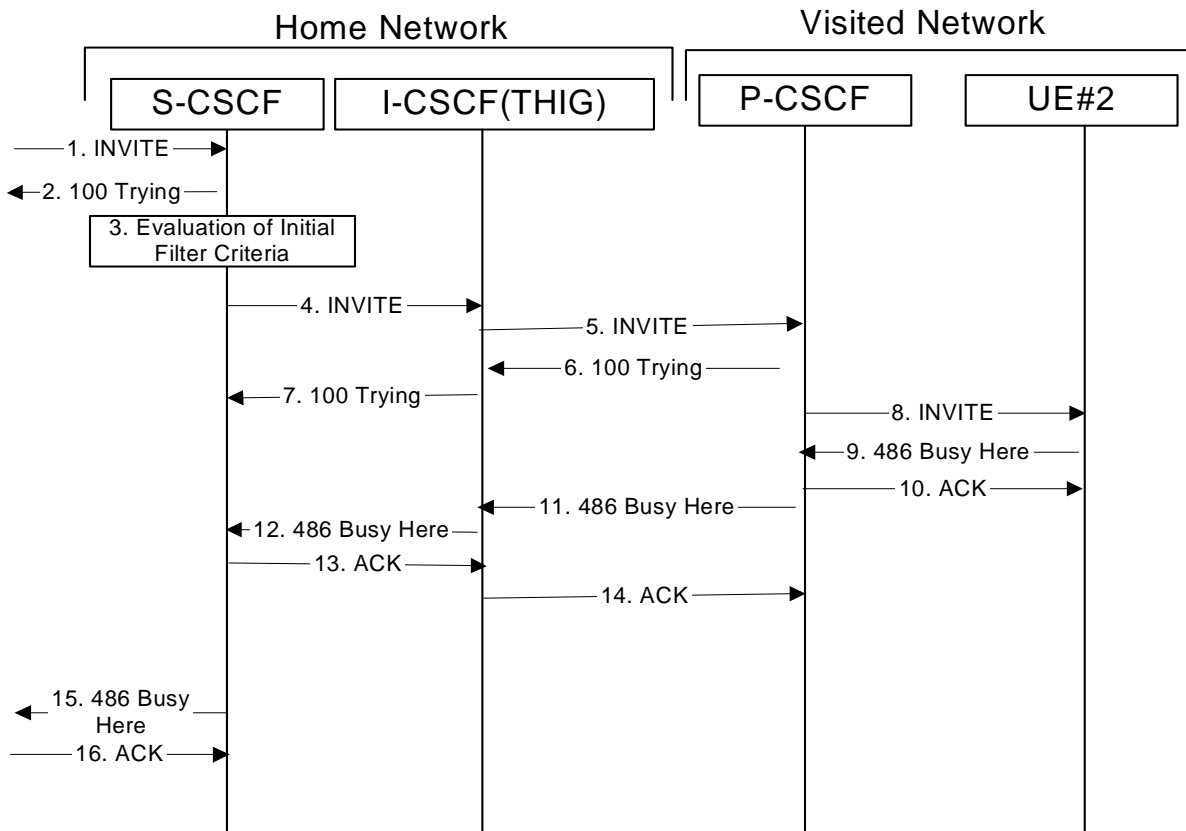 Home Network
Visited Network
S-CSCF
I-CSCF(THIG)
P-CSCF
UE#2
1. INVITE
2. 100 Trying
3. Evaluation of Initial
Filter Criteria
4. INVITE
5. INVITE
6. 100 Trying
7. 100 Trying
8. INVITE
9. 486 Busy Here
10. ACK
11. 486 Busy Here
12. 486 Busy Here
13. ACK
14. ACK
15. 486 Busy
Here
16. ACK